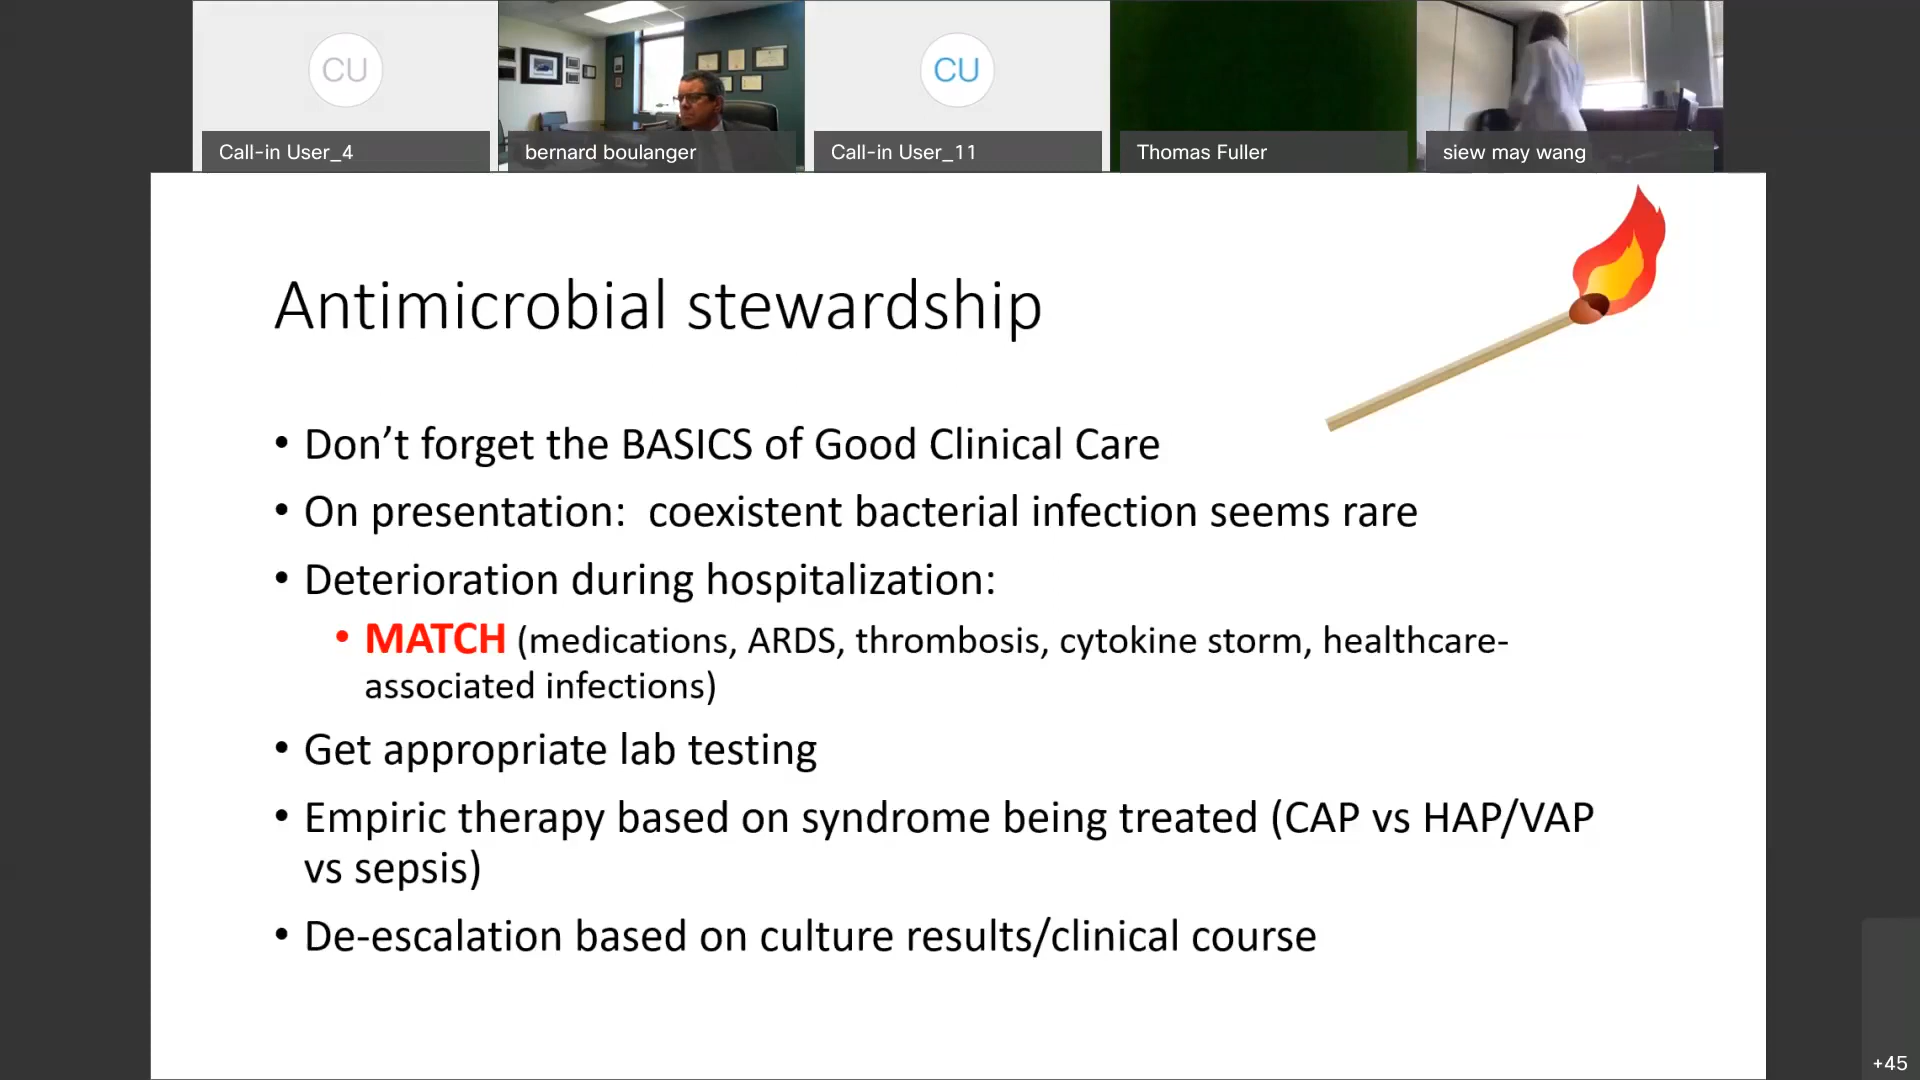 CU
CU
Call-in User_4
bernard boulanger
Call-in User_11
Thomas Fuller
siew may wang
Antimicrobial stewardship
• Don’t forget the BASICS of Good Clinical Care
• On presentation:  coexistent bacterial infection seems rare
• Deterioration during hospitalization:
• MATCH (medications, ARDS, thrombosis, cytokine storm, healthcare-
associated infections)
• Get appropriate lab testing
• Empiric therapy based on syndrome being treated (CAP vs HAP/VAP
vs sepsis)
• De-escalation based on culture results/clinical course
+45